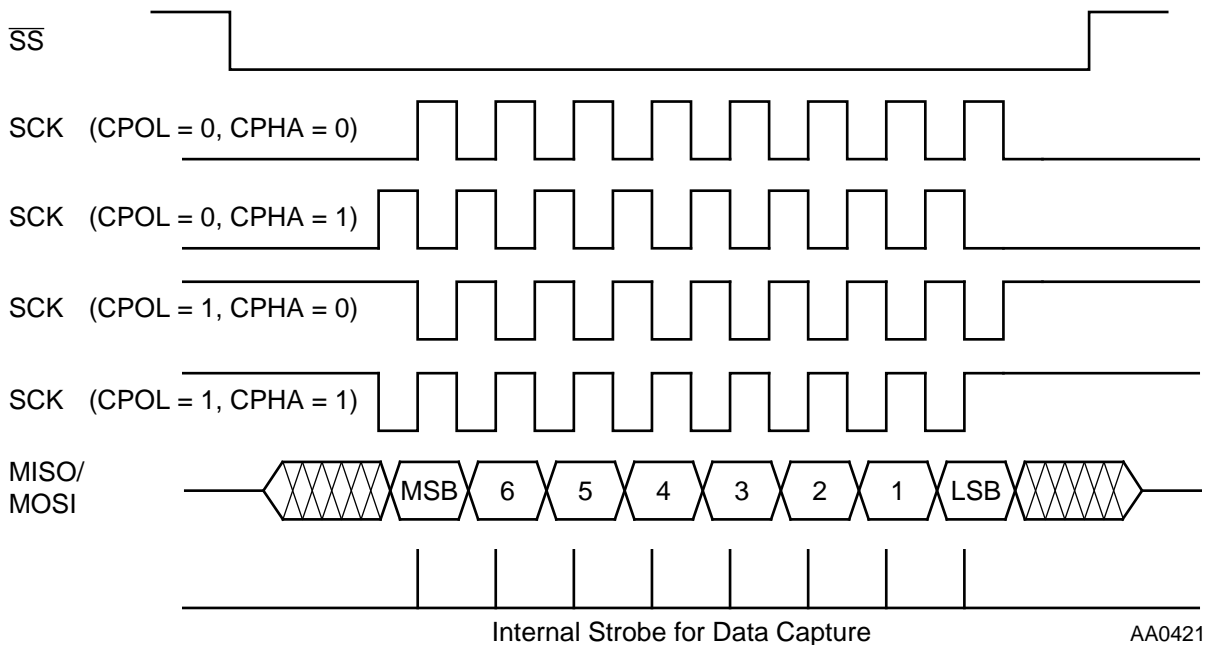 S̅S̅
SCK (CPOL = 0, CPHA = 0)
SCK (CPOL = 0, CPHA = 1)
SCK (CPOL = 1, CPHA = 0)
SCK (CPOL = 1, CPHA = 1)
MISO/
MOSI
MSB 6 5 4 3 2 1 LSB
Internal Strobe for Data Capture
AA0421